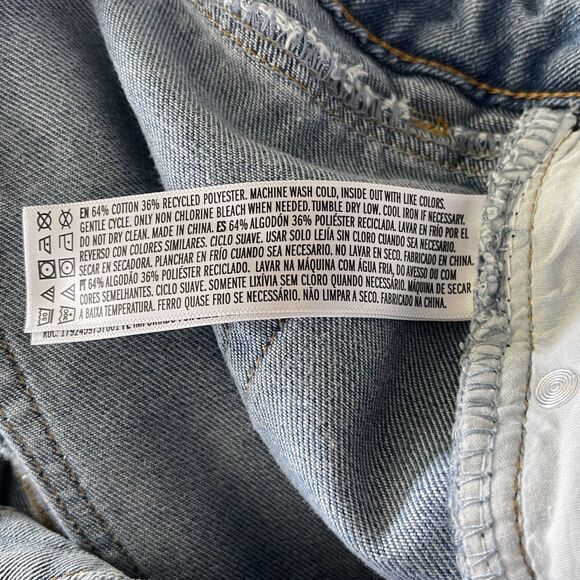 EN 64% COTTON 36% RECYCLED POLYESTER. MACHINE WASH COLD, INSIDE OUT WITH LIKE COLORS.
GENTLE CYCLE. ONLY NON CHLORINE BLEACH WHEN NEEDED. TUMBLE DRY LOW. COOL IRON IF NECESSARY.
DO NOT DRY CLEAN. MADE IN CHINA. ES 64% ALGODÓN 36% POLIÉSTER RECICLADA. LAVAR EN FRÍO POR EL
REVERSO CON COLORES SIMILARES. CICLO SUAVE. USAR SOLO LEJÍA SIN CLORO CUANDO SEA NECESARIO.
SECAR EN SECADORA. PLANCHAR EN FRÍO CUANDO SEA NECESARIO. NO LAVAR EN SECO. FABRICADO EN CHINA.
PT 64% ALGODÃO 36% POLIÉSTER RECICLADO. LAVAR NA MÁQUINA COM ÁGUA FRIA, DO AVESSO OU COM
CORES SEMELHANTES. CICLO SUAVE. SOMENTE LIXÍVIA SEM CLORO QUANDO NECESSÁRIO. MÁQUINA DE SECAR
A BAIXA TEMPERATURA. FERRO QUASE FRIO SE NECESSÁRIO. NÃO LIMPAR A SECO. FABRICADO NA CHINA.